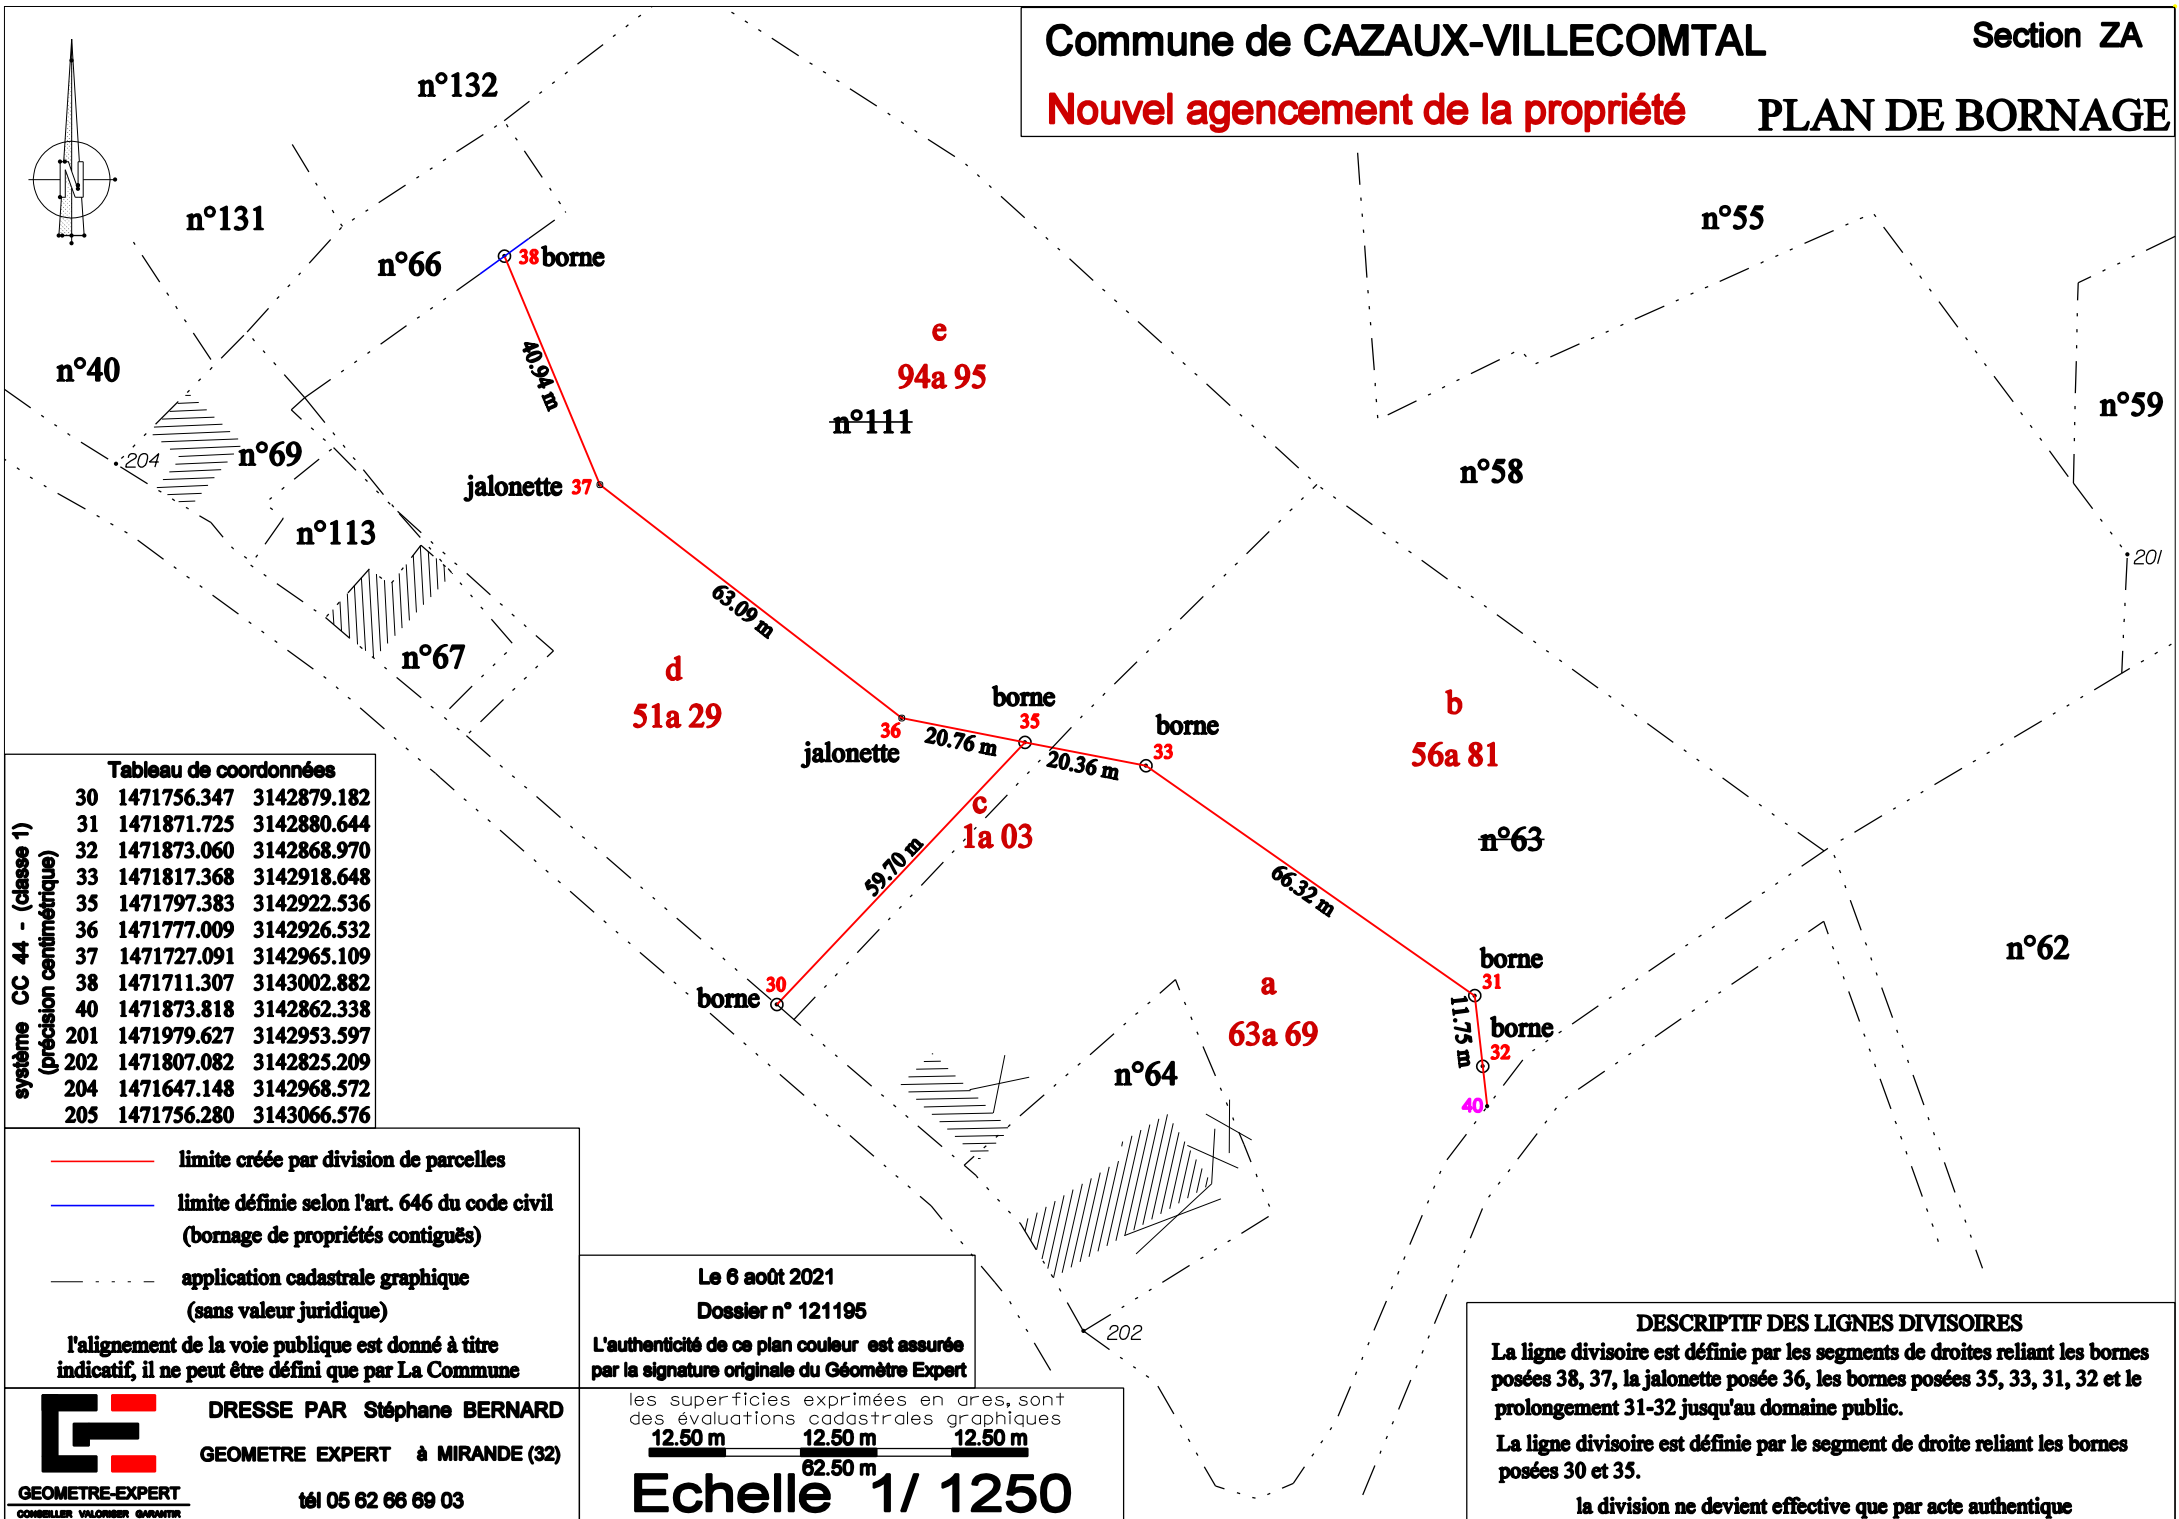 Commune de CAZAUX-VILLECOMTAL
Section ZA
Nouvel agencement de la propriété
PLAN DE BORNAGE
N
n°132
n°131
n°66
38 borne
n°55
n°40
40.94 m
e
94a 95
n°111
n°59
n°69
204
jalonette 37
n°58
n°113
201
63.09 m
n°67
d
51a 29
borne
35
36
jalonette
20.76 m
borne
33
20.36 m
b
56a 81
n°63
c
1a 03
59.70 m
66.32 m
n°62
30
borne
a
63a 69
borne
31
11.75 m
borne
32
40
n°64
202
Tableau de coordonnées
système CC 44 - (classe 1)
(précision centimétrique)
30 1471756.347 3142879.182
31 1471871.725 3142880.644
32 1471873.060 3142868.970
33 1471817.368 3142918.648
35 1471797.383 3142922.536
36 1471777.009 3142926.532
37 1471727.091 3142965.109
38 1471711.307 3143002.882
40 1471873.818 3142862.338
201 1471979.627 3142953.597
202 1471807.082 3142825.209
204 1471647.148 3142968.572
205 1471756.280 3143066.576
limite créée par division de parcelles
limite définie selon l'art. 646 du code civil
(bornage de propriétés contiguës)
application cadastrale graphique
(sans valeur juridique)
l'alignement de la voie publique est donné à titre
indicatif, il ne peut être défini que par La Commune
Le 6 août 2021
Dossier n° 121195
L'authenticité de ce plan couleur est assurée
par la signature originale du Géomètre Expert
GEOMETRE-EXPERT
CONSEILLER VALORISER GARANTIR
DRESSE PAR Stéphane BERNARD
GEOMETRE EXPERT à MIRANDE (32)
tél 05 62 66 69 03
les superficies exprimées en ares, sont
des évaluations cadastrales graphiques
12.50 m 12.50 m 12.50 m
62.50 m
Echelle 1/ 1250
DESCRIPTIF DES LIGNES DIVISOIRES
La ligne divisoire est définie par les segments de droites reliant les bornes
posées 38, 37, la jalonette posée 36, les bornes posées 35, 33, 31, 32 et le
prolongement 31-32 jusqu'au domaine public.
La ligne divisoire est définie par le segment de droite reliant les bornes
posées 30 et 35.
la division ne devient effective que par acte authentique